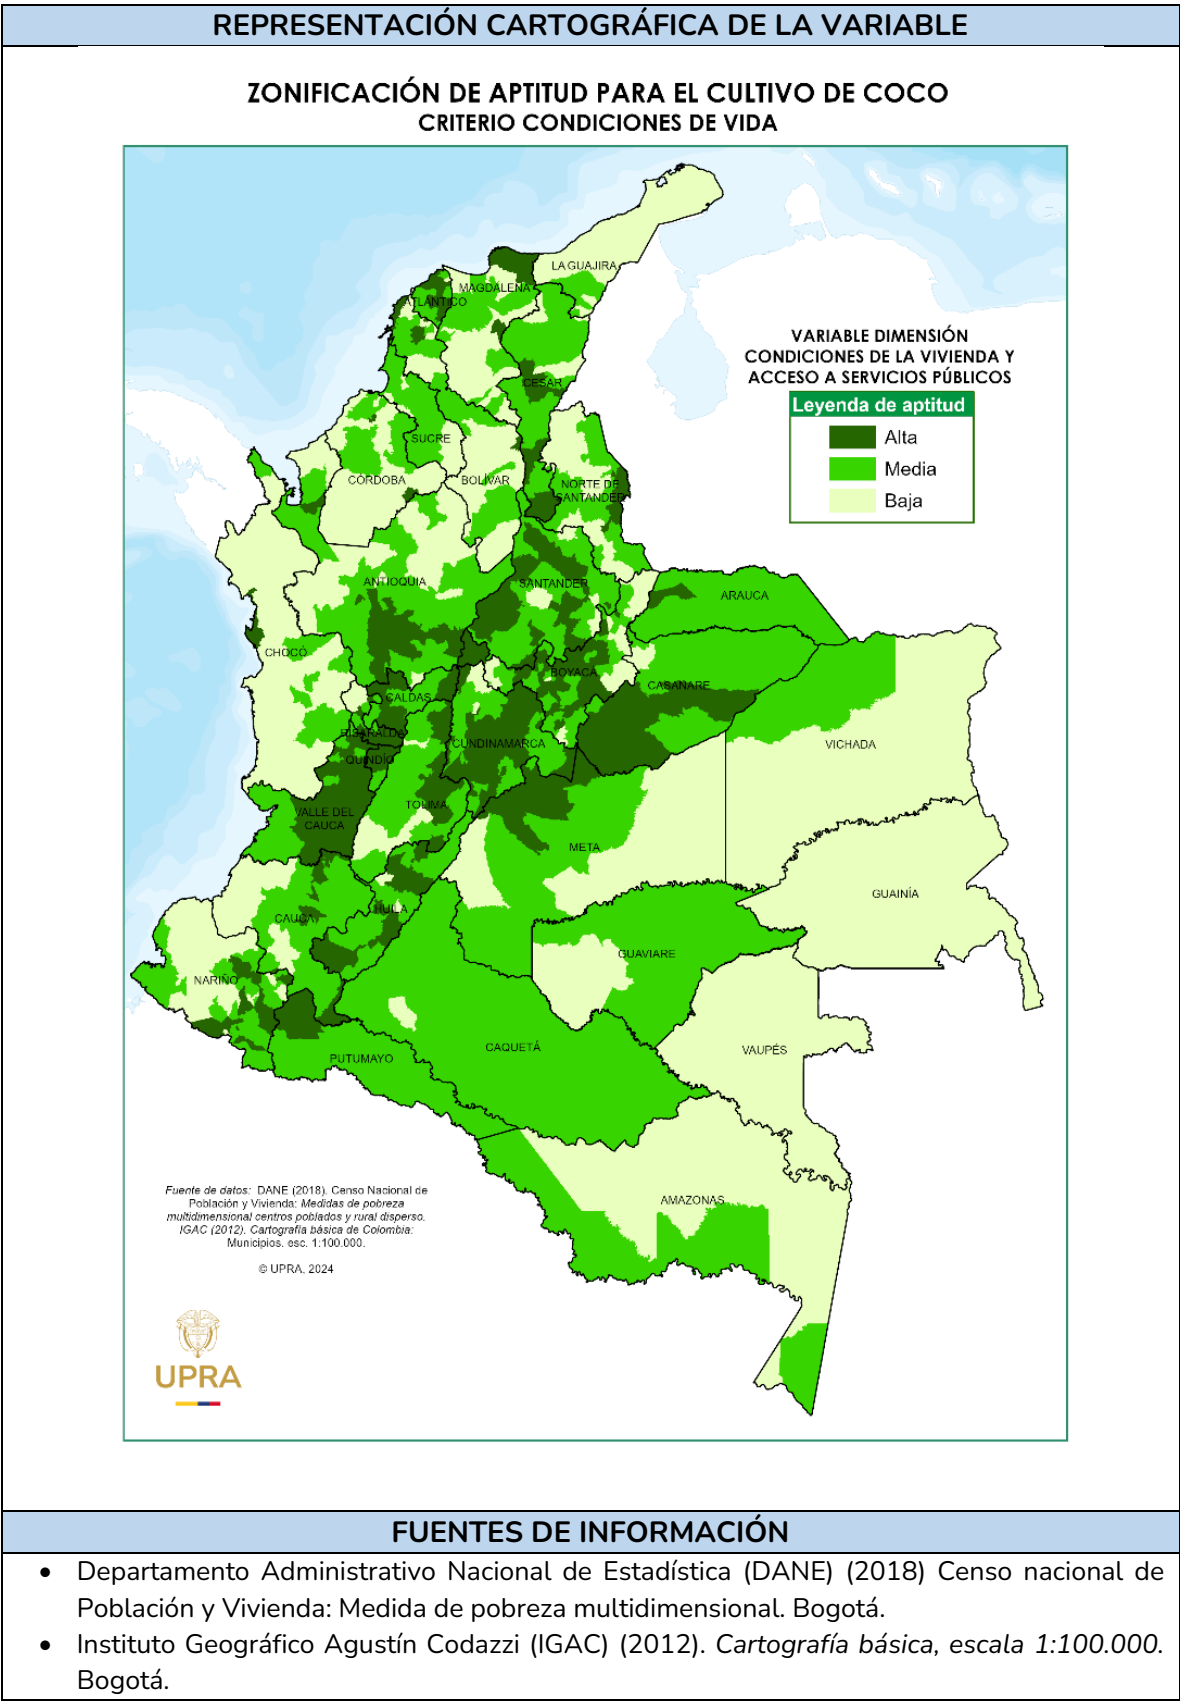 REPRESENTACIÓN CARTOGRÁFICA DE LA VARIABLE
ZONIFICACIÓN DE APTITUD PARA EL CULTIVO DE COCO
CRITERIO CONDICIONES DE VIDA
LA GUAJIRA
MAGDALENA
ATLÁNTICO
VARIABLE DIMENSIÓN
CONDICIONES DE LA VIVIENDA Y
ACCESO A SERVICIOS PÚBLICOS
Leyenda de aptitud
Alta
Media
Baja
CESAR
SUCRE
CÓRDOBA
BOLÍVAR
NORTE DE
SANTANDER
ANTIOQUIA
SANTANDER
ARAUCA
CHOCÓ
BOYACÁ
CASANARE
CALDAS
RISARALDA
CUNDINAMARCA
VICHADA
QUINDÍO
TOLIMA
VALLE DEL
CAUCA
META
GUAINÍA
HUILA
CAUCA
GUAVIARE
NARIÑO
CAQUETÁ
VAUPÉS
PUTUMAYO
AMAZONAS
Fuente de datos: DANE (2018). Censo Nacional de
Población y Vivienda: Medidas de pobreza
multidimensional centros poblados y rural disperso.
IGAC (2012). Cartografía básica de Colombia:
Municipios. esc. 1:100.000.
© UPRA, 2024
UPRA
FUENTES DE INFORMACIÓN
• Departamento Administrativo Nacional de Estadística (DANE) (2018) Censo nacional de
Población y Vivienda: Medida de pobreza multidimensional. Bogotá.
• Instituto Geográfico Agustín Codazzi (IGAC) (2012). Cartografía básica, escala 1:100.000.
Bogotá.